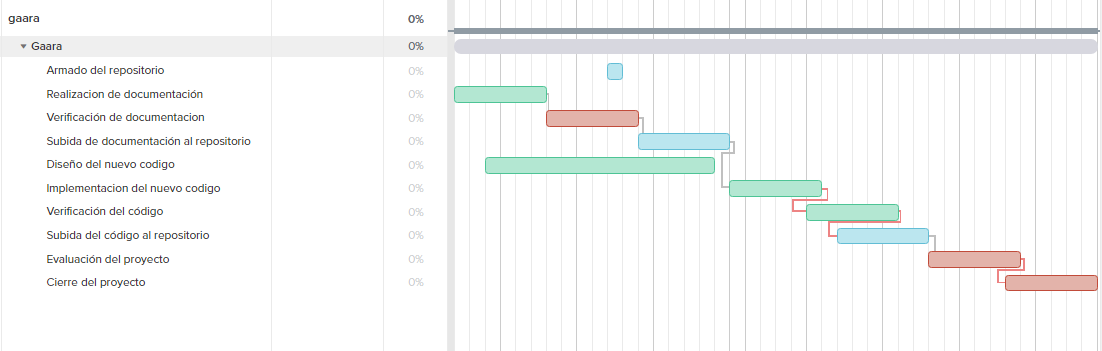 gaara 0%
Gaara 0%
Armado del repositorio 0%
Realizacion de documentación 0%
Verificación de documentacion 0%
Subida de documentación al repositorio 0%
Diseño del nuevo codigo 0%
Implementacion del nuevo codigo 0%
Verificación del código 0%
Subida del código al repositorio 0%
Evaluación del proyecto 0%
Cierre del proyecto 0%